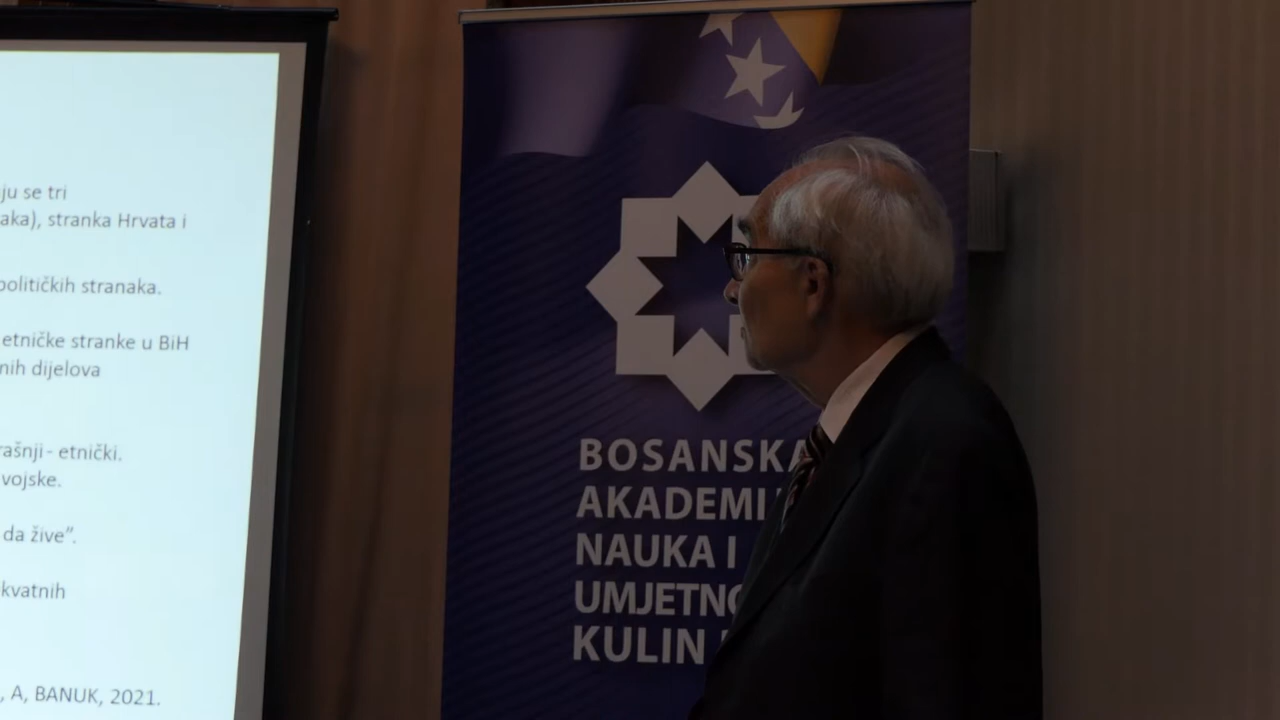 ju se tri
aka), stranka Hrvata i
političkih stranaka.
etničke stranke u BiH
nih dijelova
rašnji - etnički.
vojske.
da žive”.
kvatnih
, A, BANUK, 2021.
BOSANSKA
AKADEMIJ
NAUKA I
UMJETNO
KULIN